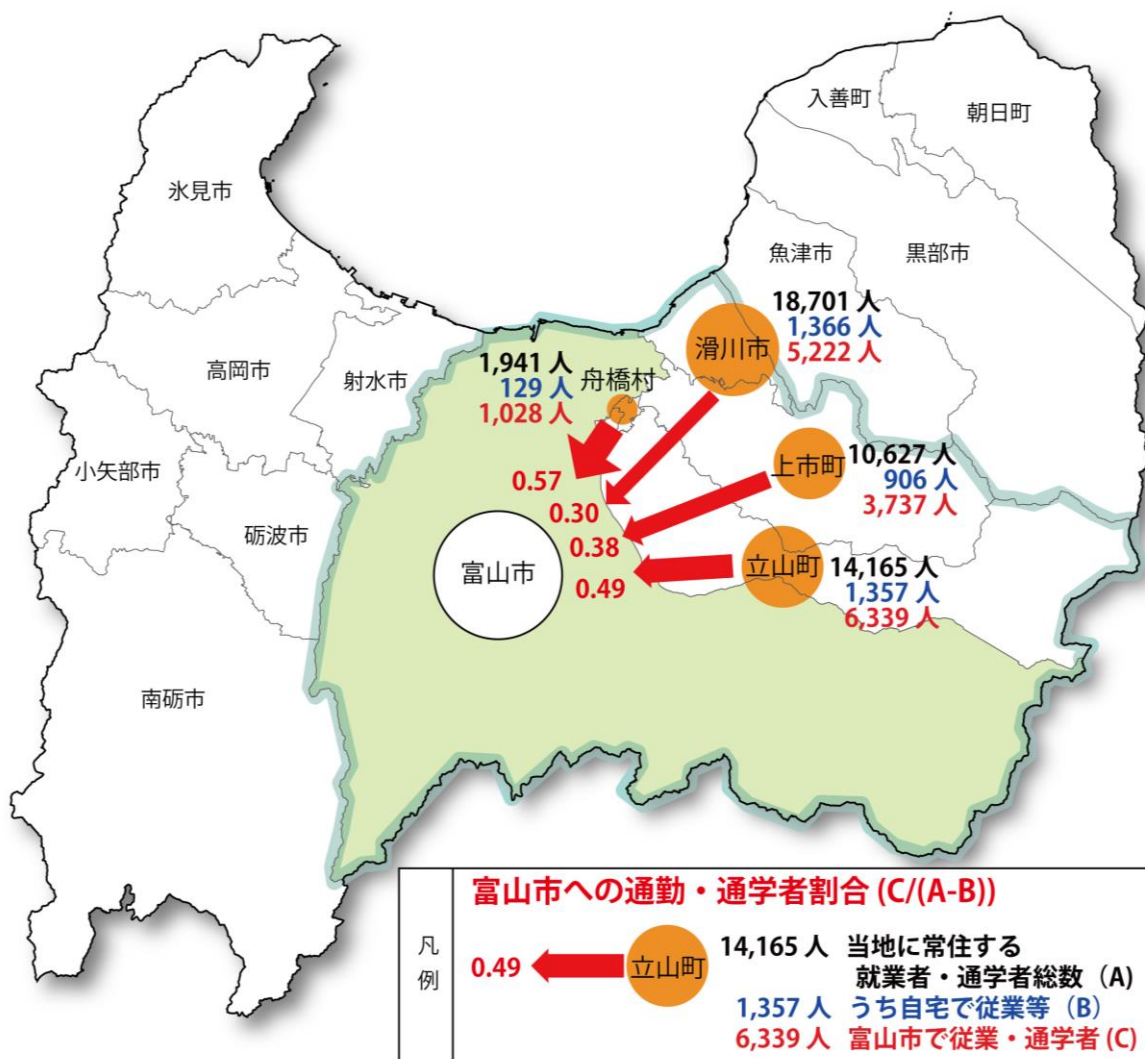 入善町
朝日町
氷見市
魚津市
黒部市
18,701 人
1,366 人
5,222 人
滑川市
高岡市
射水市
1,941 人
129 人
1,028 人
舟橋村
小矢部市
砺波市
上市町
10,627 人
906 人
3,737 人
0.57
0.30
0.38
0.49
富山市
立山町
14,165 人
1,357 人
6,339 人
南砺市
凡例
富山市への通勤・通学者割合 (C/(A-B))
0.49
立山町
14,165 人 当地に常住する
就業者・通学者総数（A）
1,357 人 うち自宅で従業等（B）
6,339 人 富山市で従業・通学者 (C)